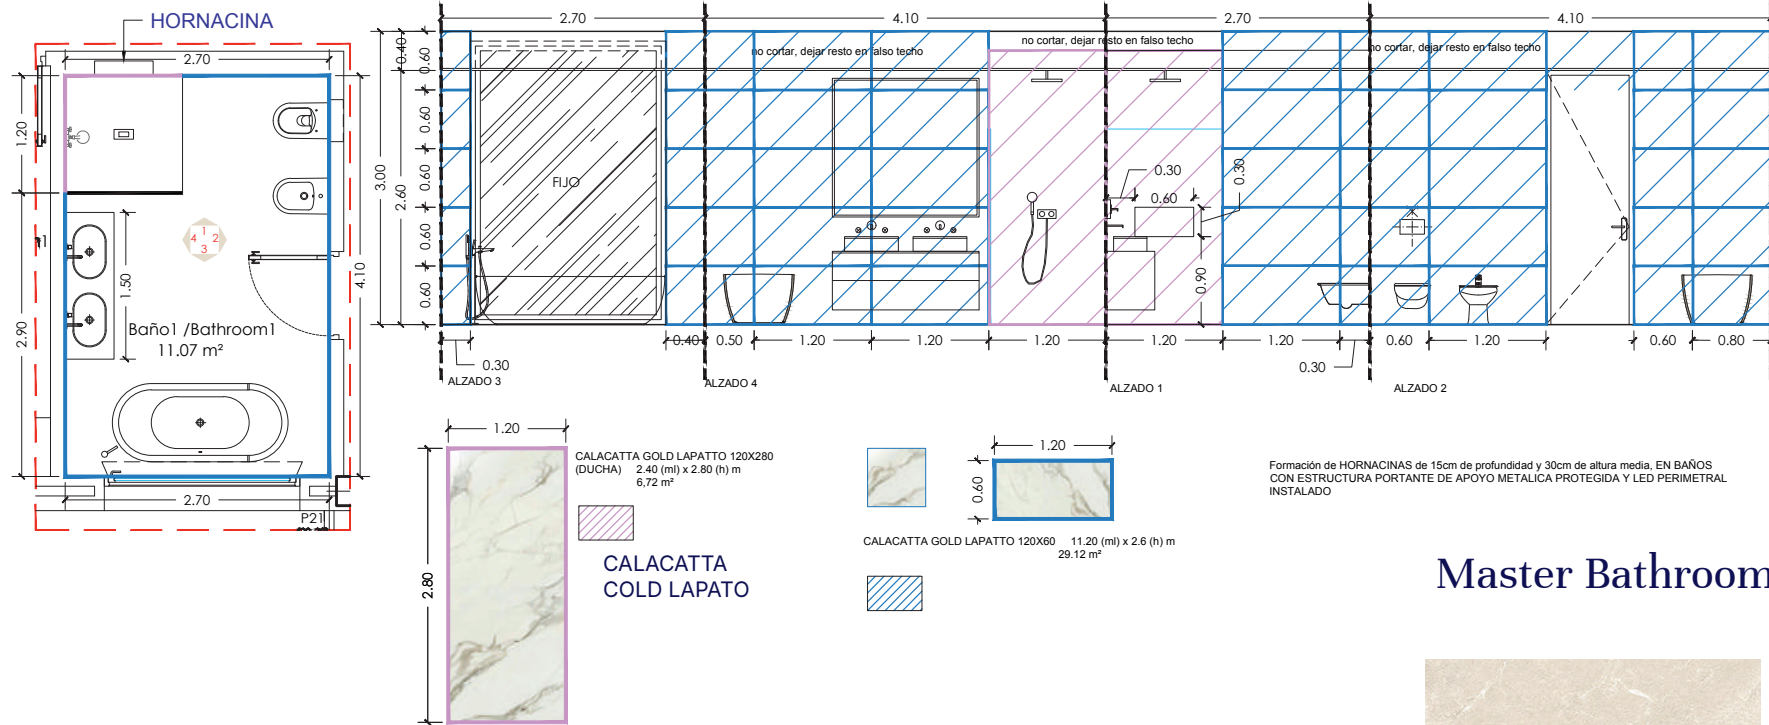 HORNACINA
2.70
1.20
2.90
4.10
1.50
4 1 2
3
Baño1 /Bathroom1
11.07 m²
2.70
P21
2.70
4.10
2.70
4.10
no cortar, dejar resto en falso techo
no cortar, dejar resto en falso techo
no cortar, dejar resto en falso techo
0.40
0.60
0.60
0.60
0.60
0.60
3.00
2.60
FIJO
0.30
0.60
0.30
0.90
0.30
0.40
0.50
1.20
1.20
1.20
1.20
1.20
0.30
0.60
1.20
0.60
0.80
ALZADO 3
ALZADO 4
ALZADO 1
ALZADO 2
1.20
2.80
CALACATTA GOLD LAPATTO 120X280
(DUCHA) 2.40 (ml) x 2.80 (h) m
6,72 m²
CALACATTA
COLD LAPATO
1.20
0.60
CALACATTA GOLD LAPATTO 120X60 11.20 (ml) x 2.6 (h) m
29.12 m²
Formación de HORNACINAS de 15cm de profundidad y 30cm de altura media, EN BAÑOS
CON ESTRUCTURA PORTANTE DE APOYO METALICA PROTEGIDA Y LED PERIMETRAL
INSTALADO
Master Bathroom